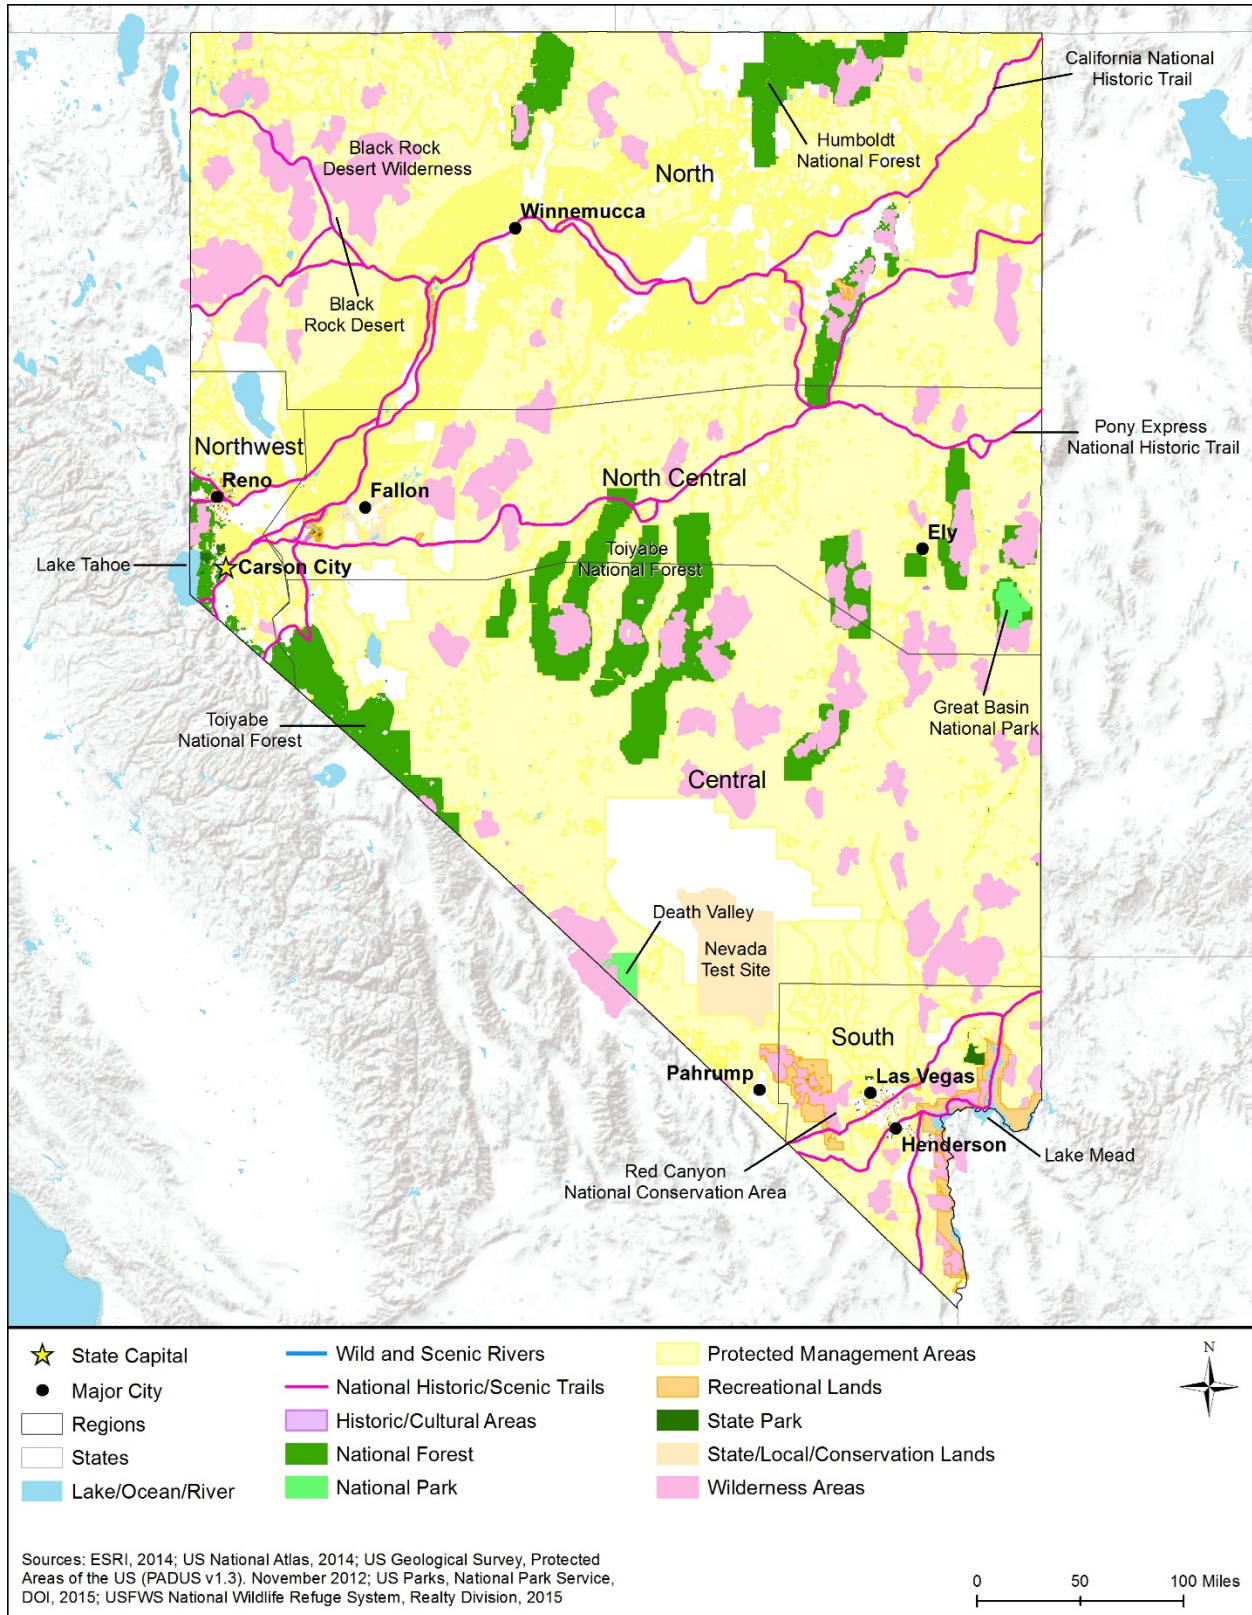 California National
Historic Trail
Humboldt
National Forest
Black Rock
Desert Wilderness
North
Winnemucca
Black
Rock Desert
Pony Express
National Historic Trail
Northwest
Reno
Fallon
North Central
Ely
Toiyabe
National Forest
Lake Tahoe
Carson City
Great Basin
National Park
Toiyabe
National Forest
Central
Death Valley
Nevada
Test Site
South
Pahrump
Las Vegas
Henderson
Lake Mead
Red Canyon
National Conservation Area
State Capital
Major City
Regions
States
Lake/Ocean/River
Wild and Scenic Rivers
National Historic/Scenic Trails
Historic/Cultural Areas
National Forest
National Park
Protected Management Areas
Recreational Lands
State Park
State/Local/Conservation Lands
Wilderness Areas
N
Sources: ESRI, 2014; US National Atlas, 2014; US Geological Survey, Protected
Areas of the US (PADUS v1.3). November 2012; US Parks, National Park Service,
DOI, 2015; USFWS National Wildlife Refuge System, Realty Division, 2015
0 50 100 Miles